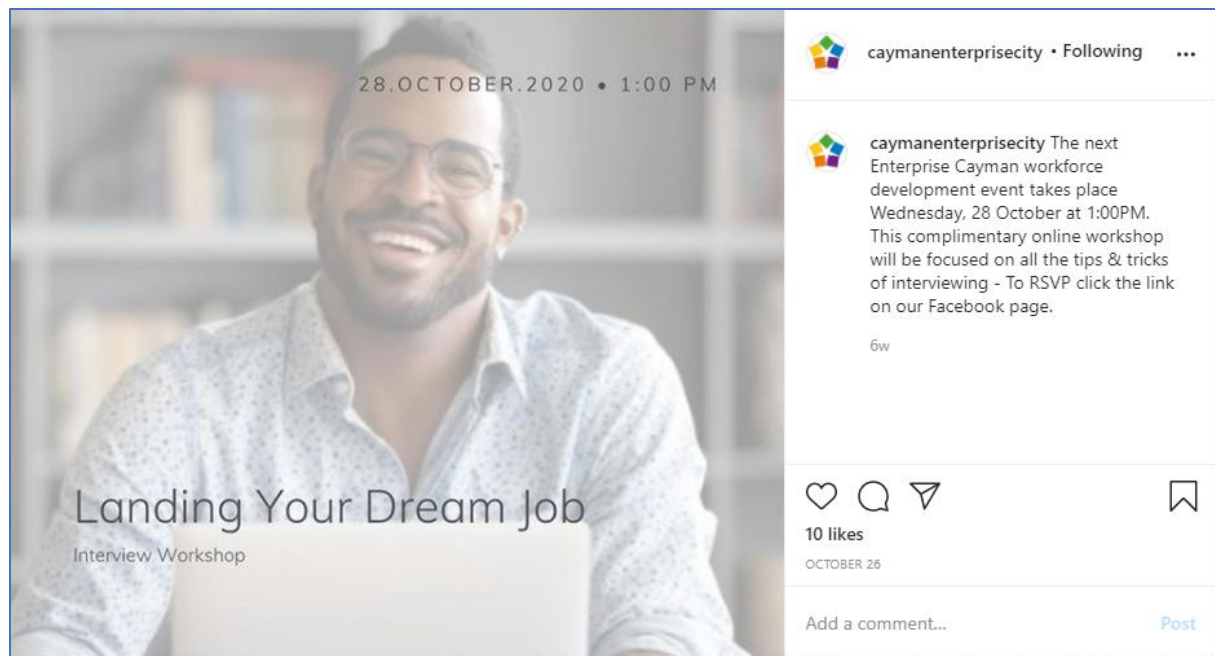 28.OCTOBER.2020 • 1:00 PM
Landing Your Dream Job
Interview Workshop
caymanenterprisecity • Following
caymanenterprisecity The next
Enterprise Cayman workforce
development event takes place
Wednesday, 28 October at 1:00PM.
This complimentary online workshop
will be focused on all the tips & tricks
of interviewing - To RSVP click the link
on our Facebook page.
6w
10 likes
OCTOBER 26
Add a comment...
Post